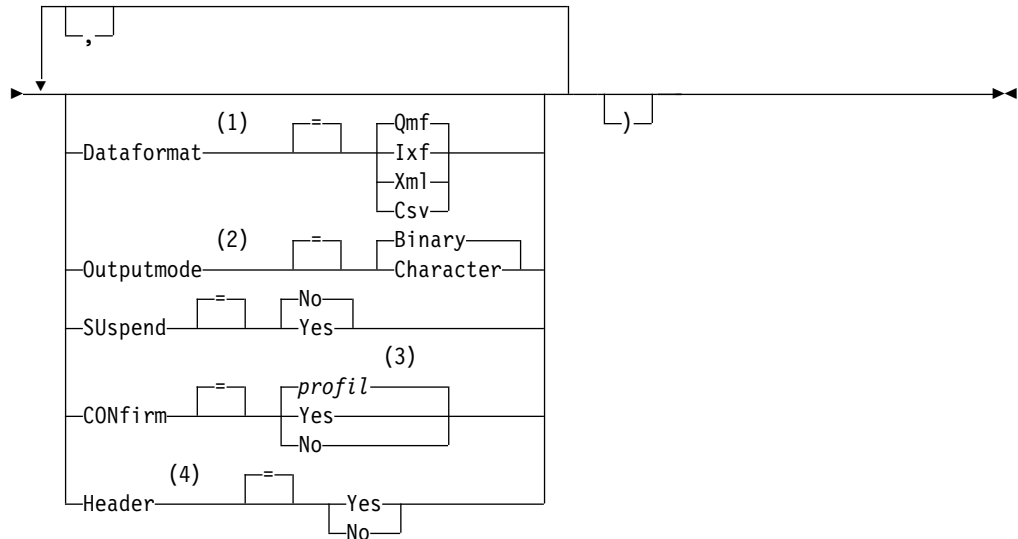 ,
(1) = Qmf
Dataformat Ixf
Xml
Csv
)
(2) = Binary
Outputmode Character
= No
SUspend Yes
(3)
= profil
CONfirm Yes
No
(4) =
Header Yes
No